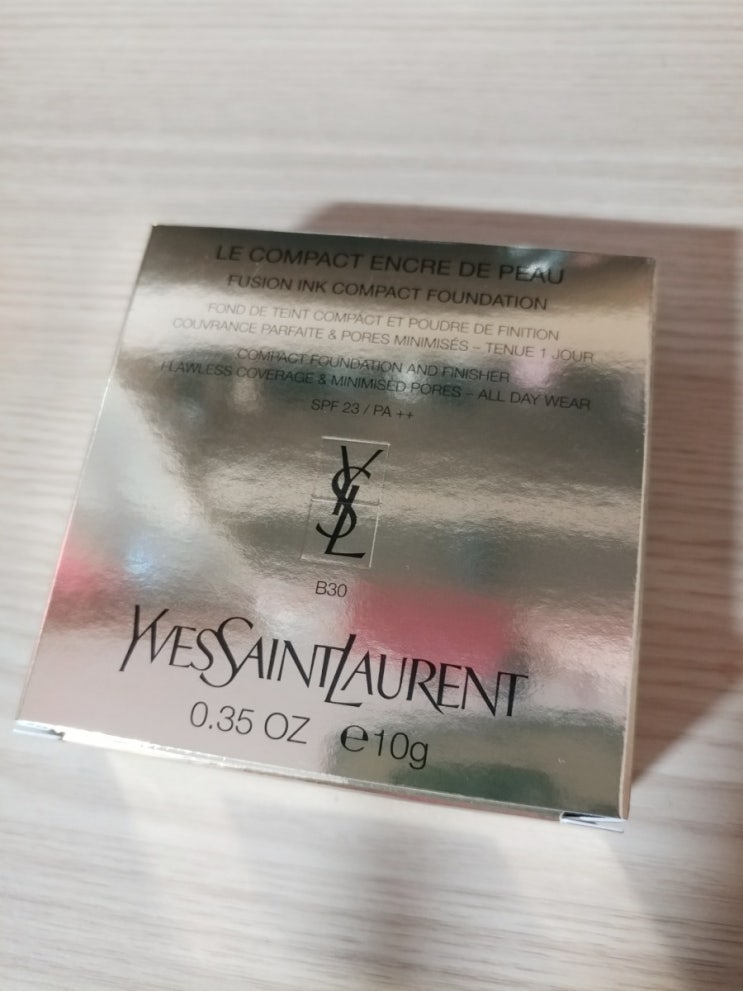 LE COMPACT ENCRE DE PEAU
FUSION INK COMPACT FOUNDATION
FOND DE TEINT COMPACT ET POUDRE DE FINITION
COUVRANCE PARFAITE & PORES MINIMISÉS – TENUE 1 JOUR
COMPACT FOUNDATION AND FINISHER
FLAWLESS COVERAGE & MINIMISED PORES – ALL DAY WEAR
SPF 23 / PA ++
YSL
B30
YVESSAINTLAURENT
0.35 OZ ℮10g